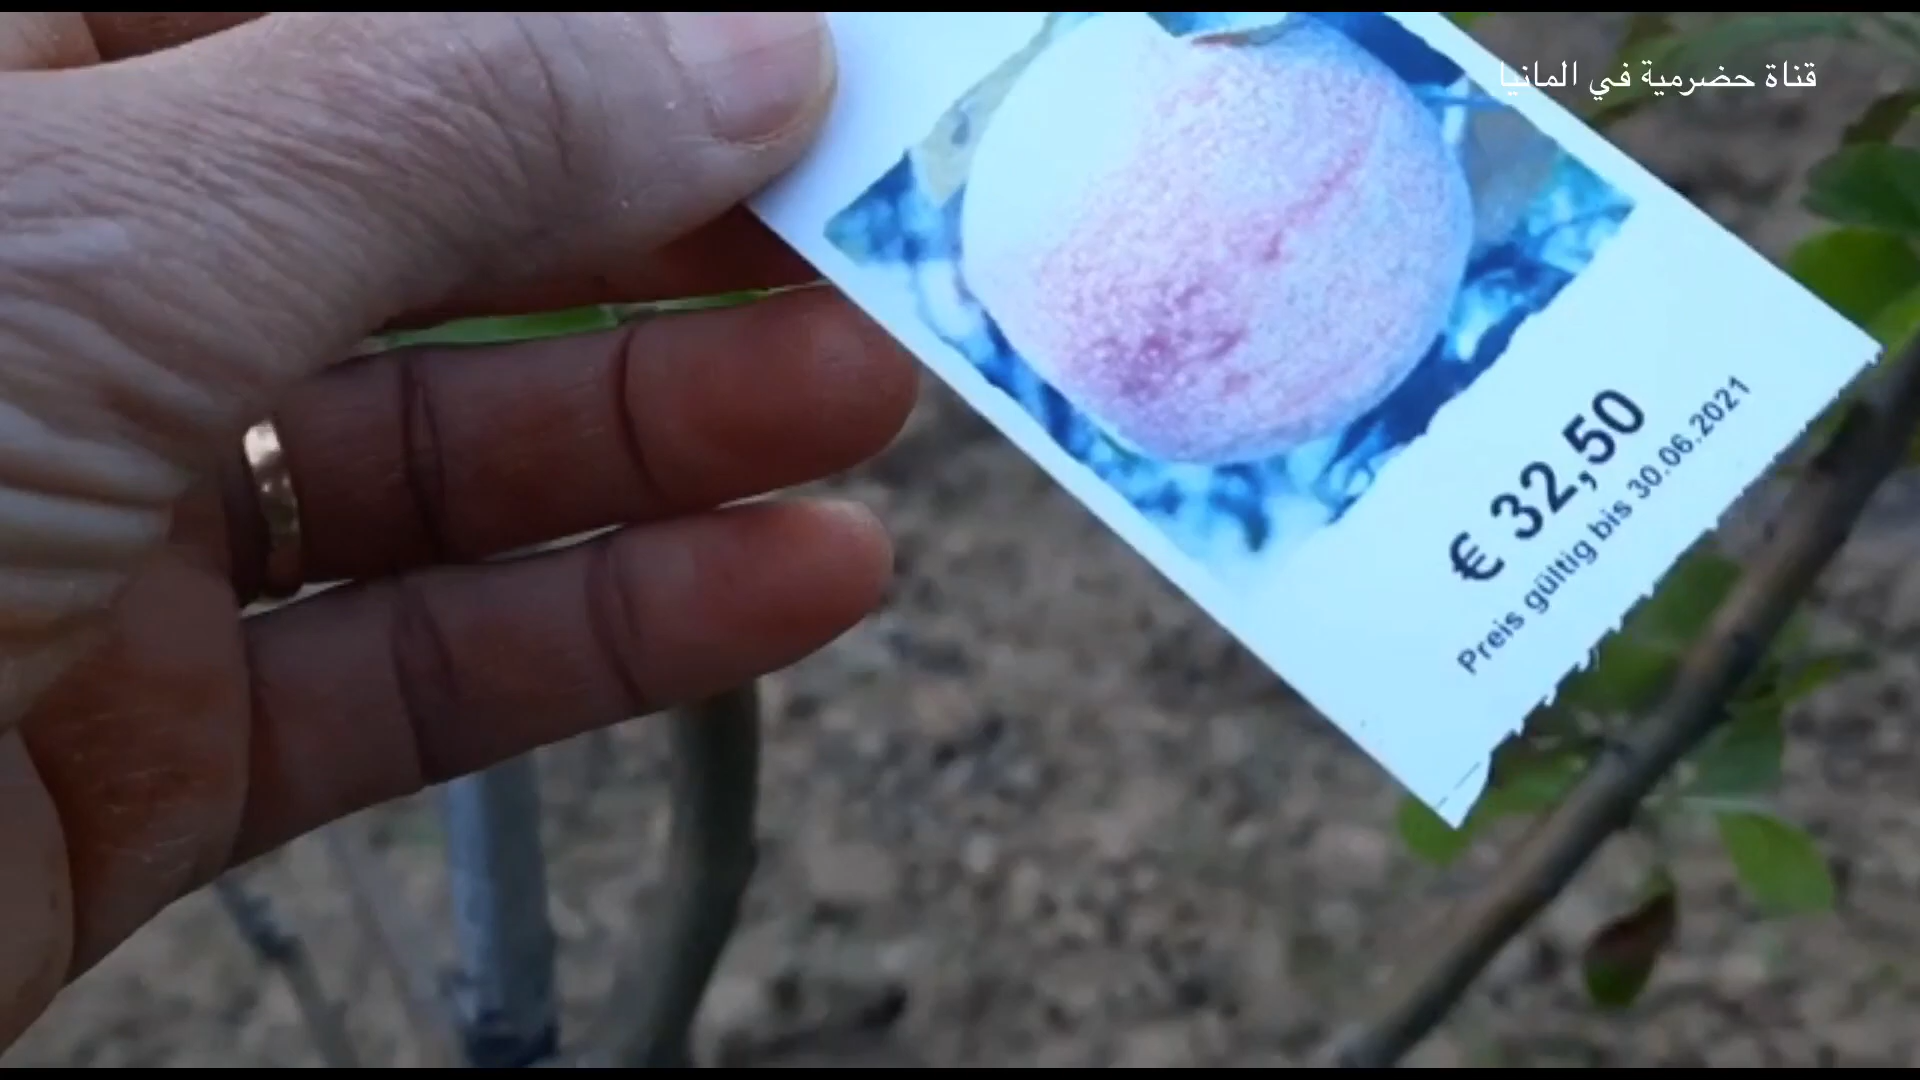 قناة حضرمية في المانيا
€ 32,50
Preis gültig bis 30.06.2021